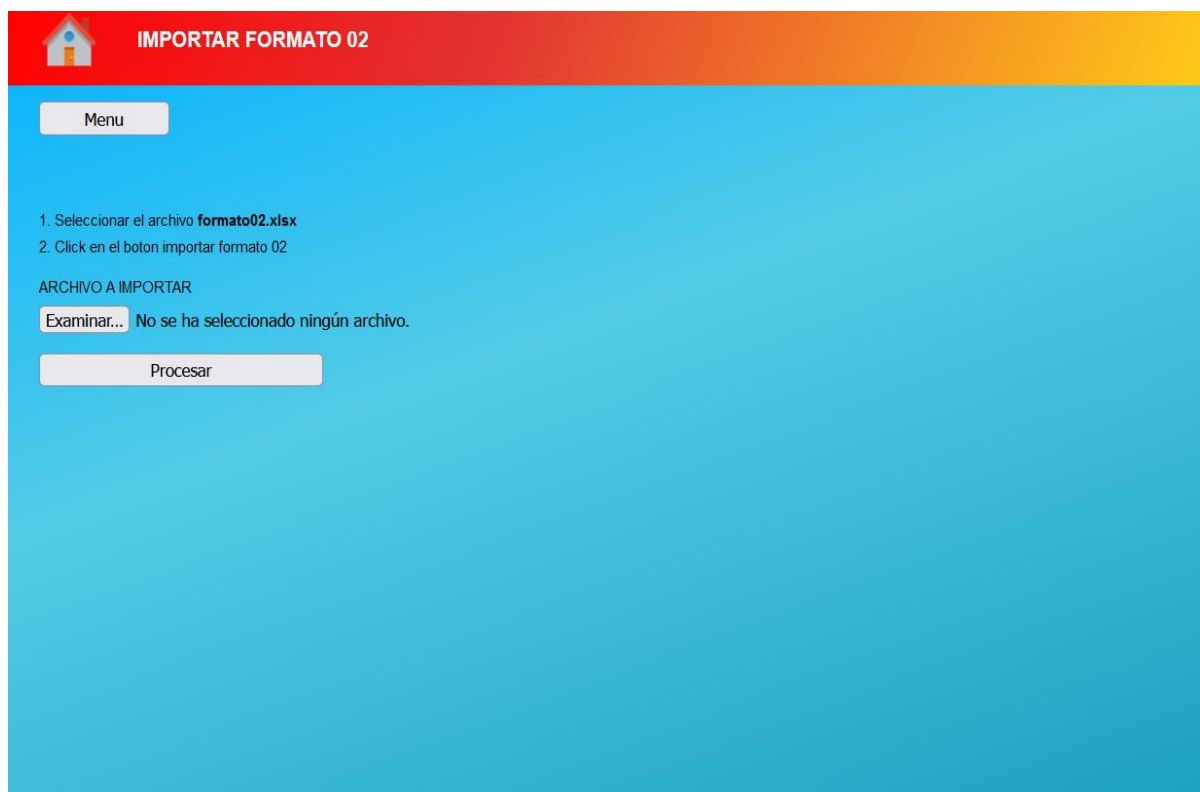 IMPORTAR FORMATO 02
Menu
1. Seleccionar el archivo formato02.xlsx
2. Click en el boton importar formato 02
ARCHIVO A IMPORTAR
Examinar... No se ha seleccionado ningún archivo.
Procesar